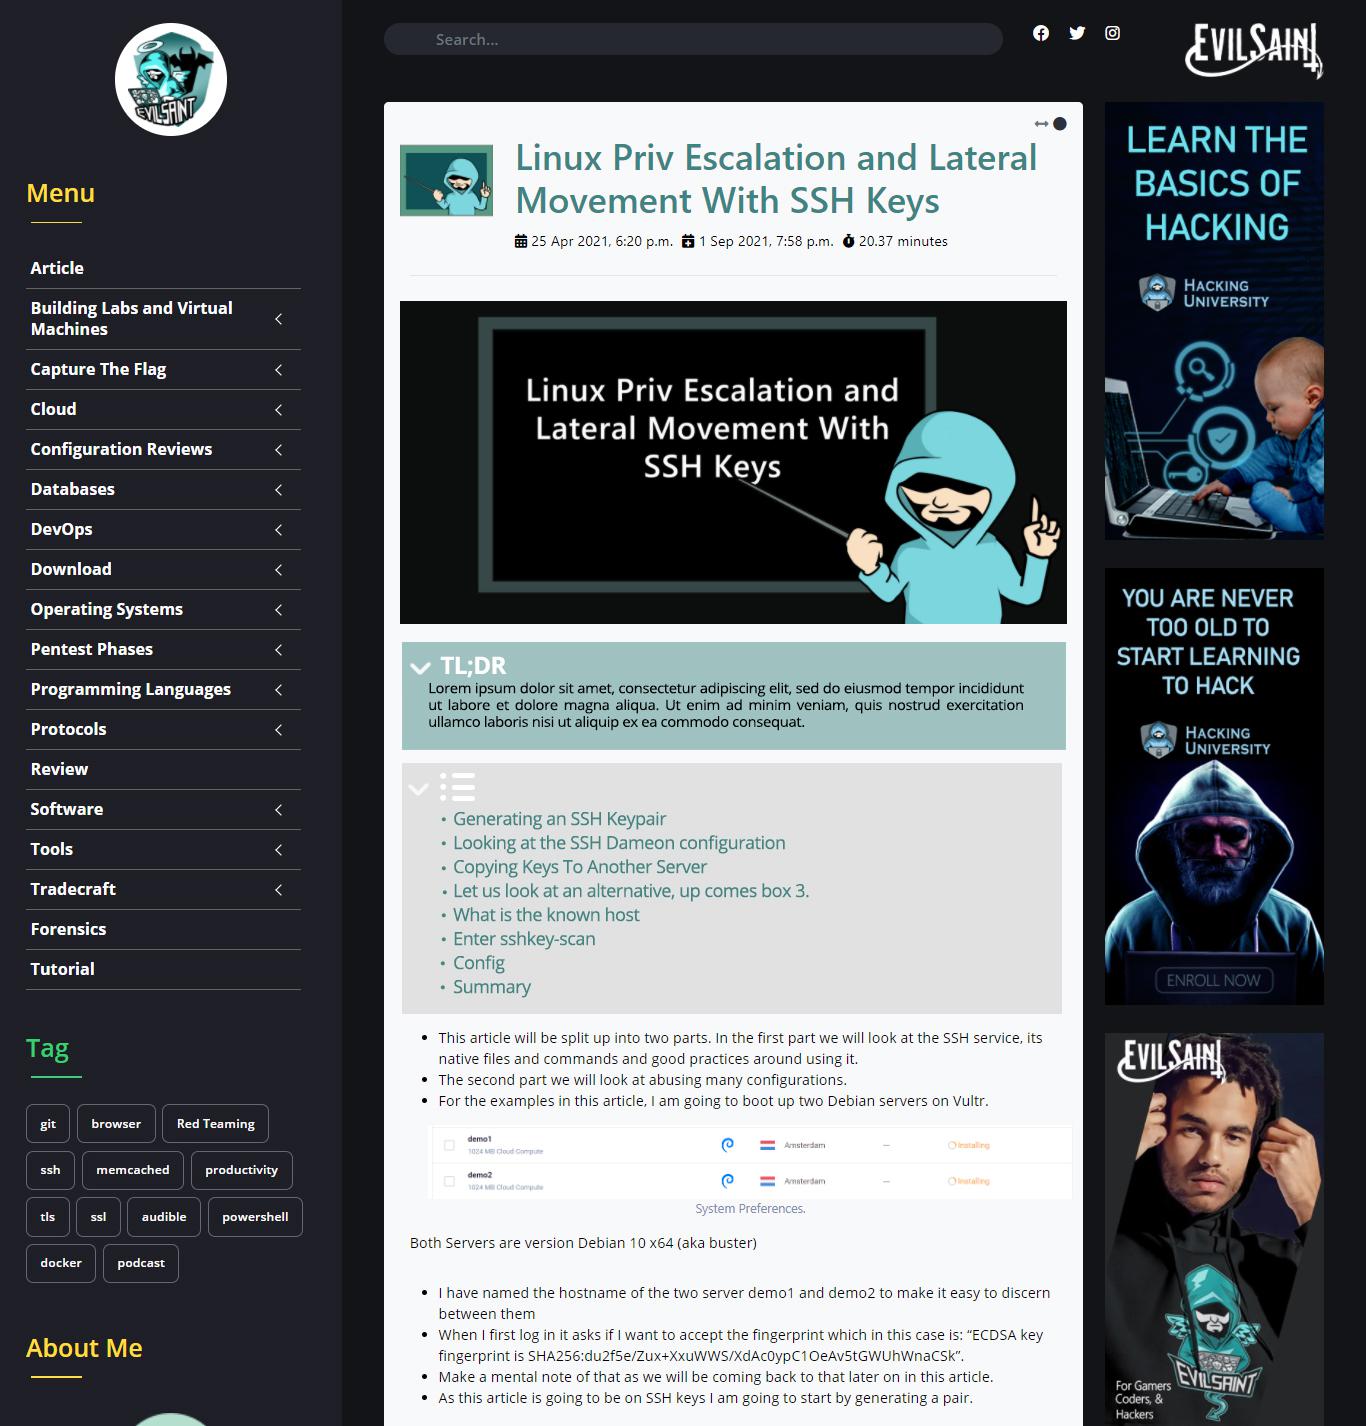 EVILSAINT
Menu
Article
Building Labs and Virtual
Machines
Capture The Flag
Cloud
Configuration Reviews
Databases
DevOps
Download
Operating Systems
Pentest Phases
Programming Languages
Protocols
Review
Software
Tools
Tradecraft
Forensics
Tutorial
Tag
git
browser
Red Teaming
ssh
memcached
productivity
tls
ssl
audible
powershell
docker
podcast
About Me
Search...
EVILSAINT
Linux Priv Escalation and Lateral
Movement With SSH Keys
25 Apr 2021, 6:20 p.m. 1 Sep 2021, 7:58 p.m. 20.37 minutes
Linux Priv Escalation and
Lateral Movement With
SSH Keys
TL;DR
Lorem ipsum dolor sit amet, consectetur adipiscing elit, sed do eiusmod tempor incididunt
ut labore et dolore magna aliqua. Ut enim ad minim veniam, quis nostrud exercitation
ullamco laboris nisi ut aliquip ex ea commodo consequat.
• Generating an SSH Keypair
• Looking at the SSH Dameon configuration
• Copying Keys To Another Server
• Let us look at an alternative, up comes box 3.
• What is the known host
• Enter sshkey-scan
• Config
• Summary
• This article will be split up into two parts. In the first part we will look at the SSH service, its
native files and commands and good practices around using it.
• The second part we will look at abusing many configurations.
• For the examples in this article, I am going to boot up two Debian servers on Vultr.
demo1
1024 MB Cloud Compute
Amsterdam
—
Installing
demo2
1024 MB Cloud Compute
Amsterdam
—
Installing
System Preferences.
Both Servers are version Debian 10 x64 (aka buster)
• I have named the hostname of the two server demo1 and demo2 to make it easy to discern
between them
• When I first log in it asks if I want to accept the fingerprint which in this case is: “ECDSA key
fingerprint is SHA256:du2f5e/Zux+XxuWWS/XdAc0ypC1OeAv5tGWUhWnaCSk”.
• Make a mental note of that as we will be coming back to that later on in this article.
• As this article is going to be on SSH keys I am going to start by generating a pair.
LEARN THE
BASICS OF
HACKING
HACKING
UNIVERSITY
YOU ARE NEVER
TOO OLD TO
START LEARNING
TO HACK
HACKING
UNIVERSITY
ENROLL NOW
EVILSAINT
EVILSAINT
For Gamers
Coders, &
Hackers